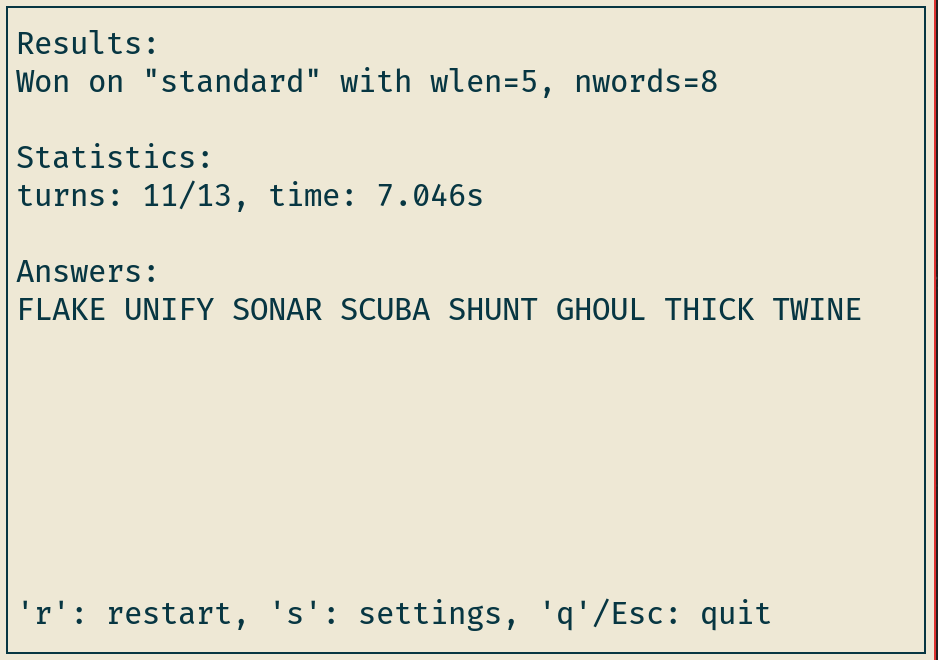 Results:
Won on "standard" with wlen=5, nwords=8
Statistics:
turns: 11/13, time: 7.046s
Answers:
FLAKE UNIFY SONAR SCUBA SHUNT GHOUL THICK TWINE
'r': restart, 's': settings, 'q'/Esc: quit